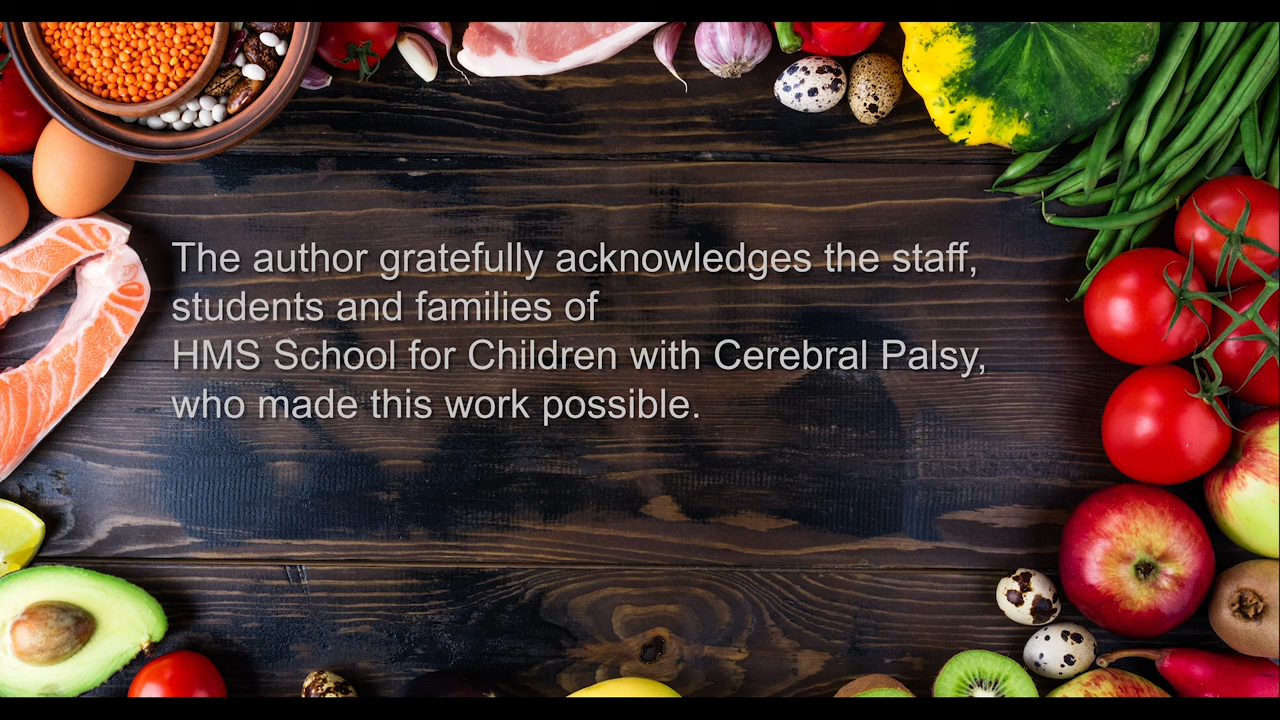 The author gratefully acknowledges the staff,
students and families of
HMS School for Children with Cerebral Palsy,
who made this work possible.